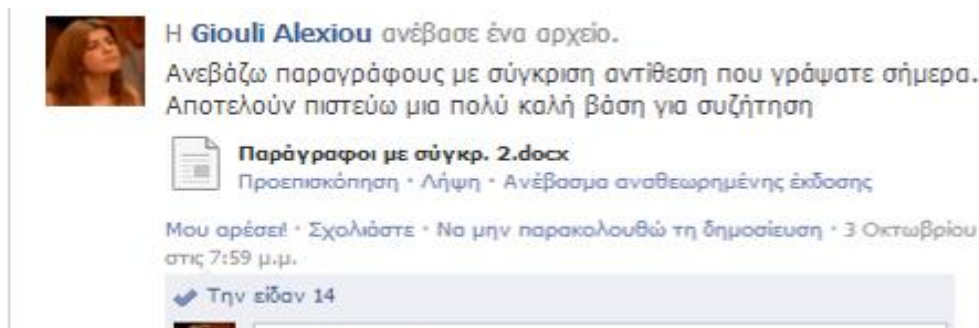 Η Giouli Alexiou ανέβασε ένα αρχείο.
Ανεβάζω παραγράφους με σύγκριση αντίθεση που γράψατε σήμερα.
Αποτελούν πιστεύω μια πολύ καλή βάση για συζήτηση
Παράγραφοι με σύγκρ. 2.docx
Προεπισκόπηση · Λήψη · Ανέβασμα αναθεωρημένης έκδοσης
Μου αρέσει! · Σχολιάστε · Να μην παρακολουθώ τη δημοσίευση · 3 Οκτωβρίου
στις 7:59 μ.μ.
Την είδαν 14